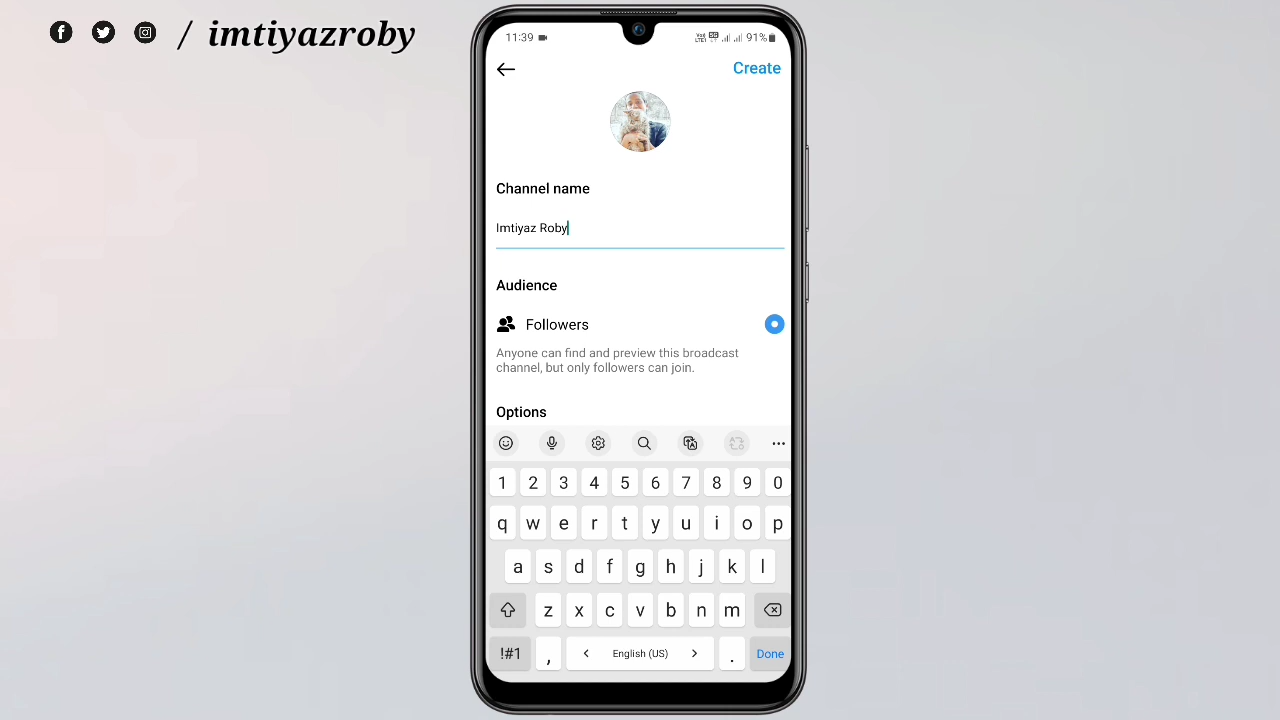 / imtiyazroby
11:39
91%
Create
Channel name
Imtiyaz Roby
Audience
Followers
Anyone can find and preview this broadcast
channel, but only followers can join.
Options
1 2 3 4 5 6 7 8 9 0
q w e r t y u i o p
a s d f g h j k l
z x c v b n m
!#1 , < English (US) > . Done